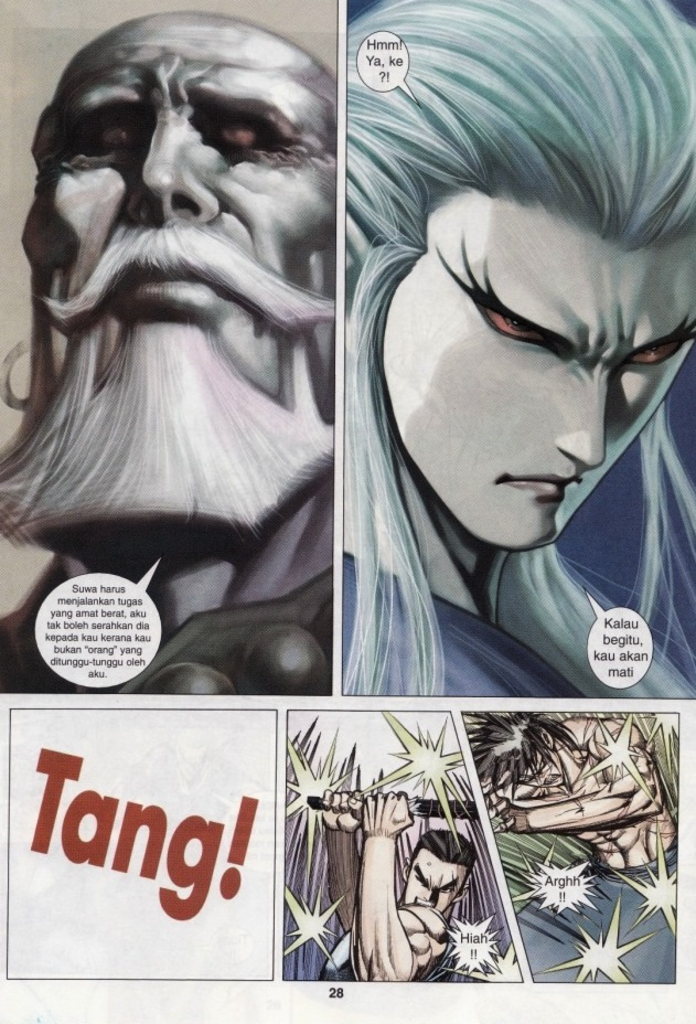 Suwa harus
menjalankan tugas
yang amat berat, aku
tak boleh serahkan dia
kepada kau kerana kau
bukan "orang" yang
ditunggu-tunggu oleh
aku.
Hmm!
Ya, ke
?!
Kalau
begitu,
kau akan
mati
Tang!
Hiah
!!
Arghh
!!
28